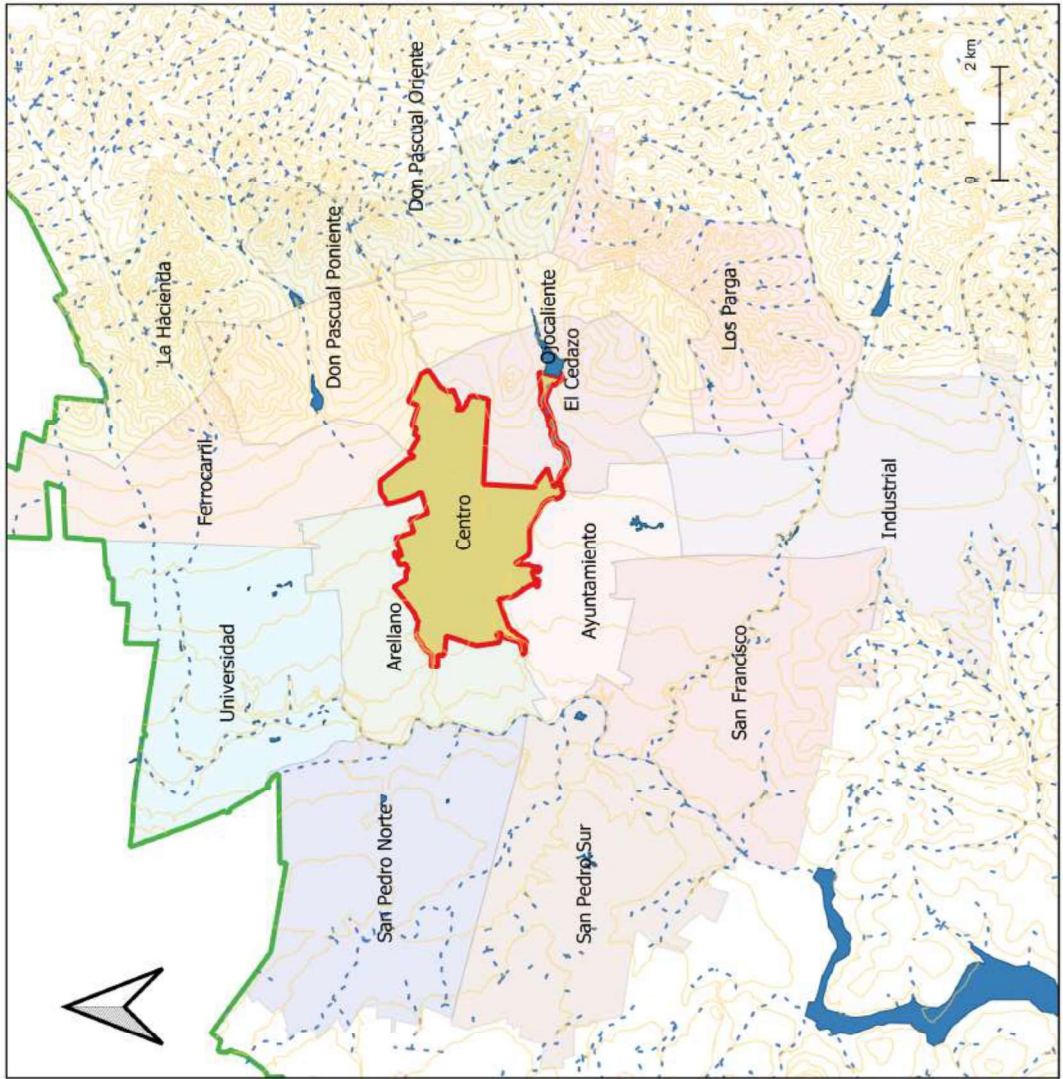 La Hacienda
Ferrocarril
Universidad
Don Pascual Poniente
San Pedro Norte
Arellano
Don Pascual Oriente
Centro
Ojocaliente
El Cedazo
San Pedro Sur
Ayuntamiento
Los Parga
San Francisco
Industrial
0 1 2 km